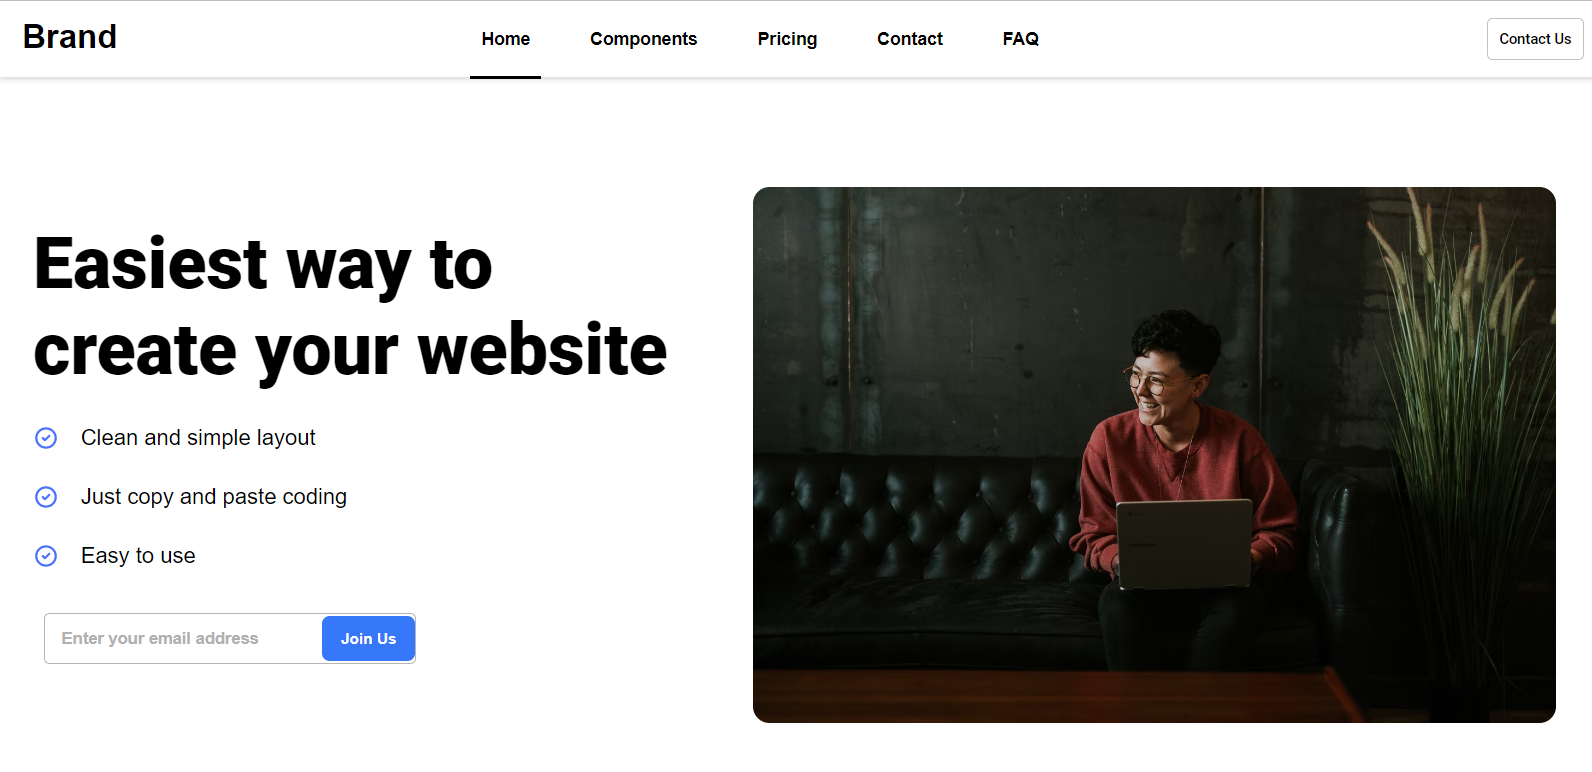 Brand
Home
Components
Pricing
Contact
FAQ
Contact Us
Easiest way to
create your website
Clean and simple layout
Just copy and paste coding
Easy to use
Enter your email address
Join Us